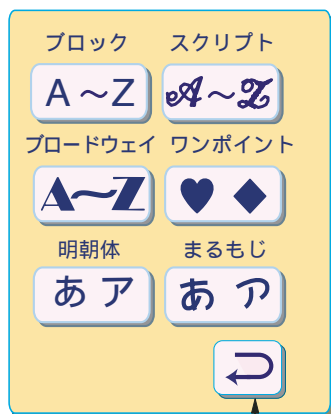 ブロック スクリプト
A～Z A～Z
ブロードウェイ ワンポイント
A～Z ♥ ◆
明朝体 まるもじ
あ ア あ ア